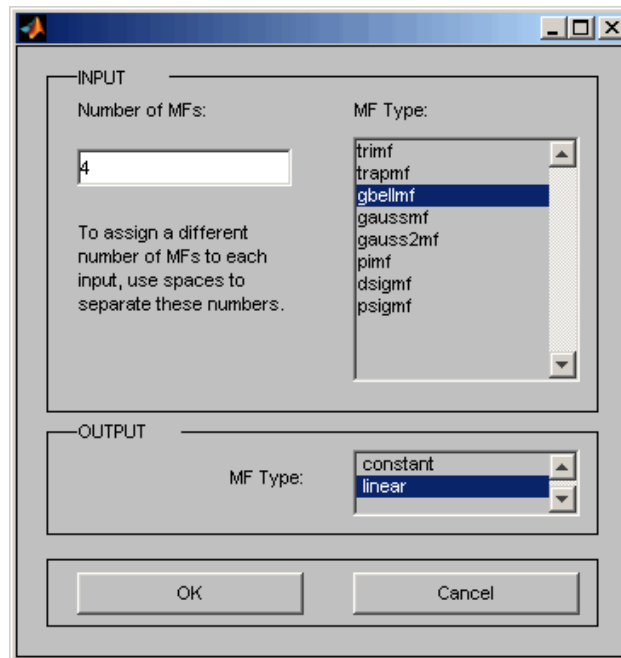 INPUT
Number of MFs:
4
To assign a different
number of MFs to each
input, use spaces to
separate these numbers.
MF Type:
trimf
trapmf
gbellmf
gaussmf
gauss2mf
pimf
dsigmf
psigmf
OUTPUT
MF Type:
constant
linear
OK
Cancel